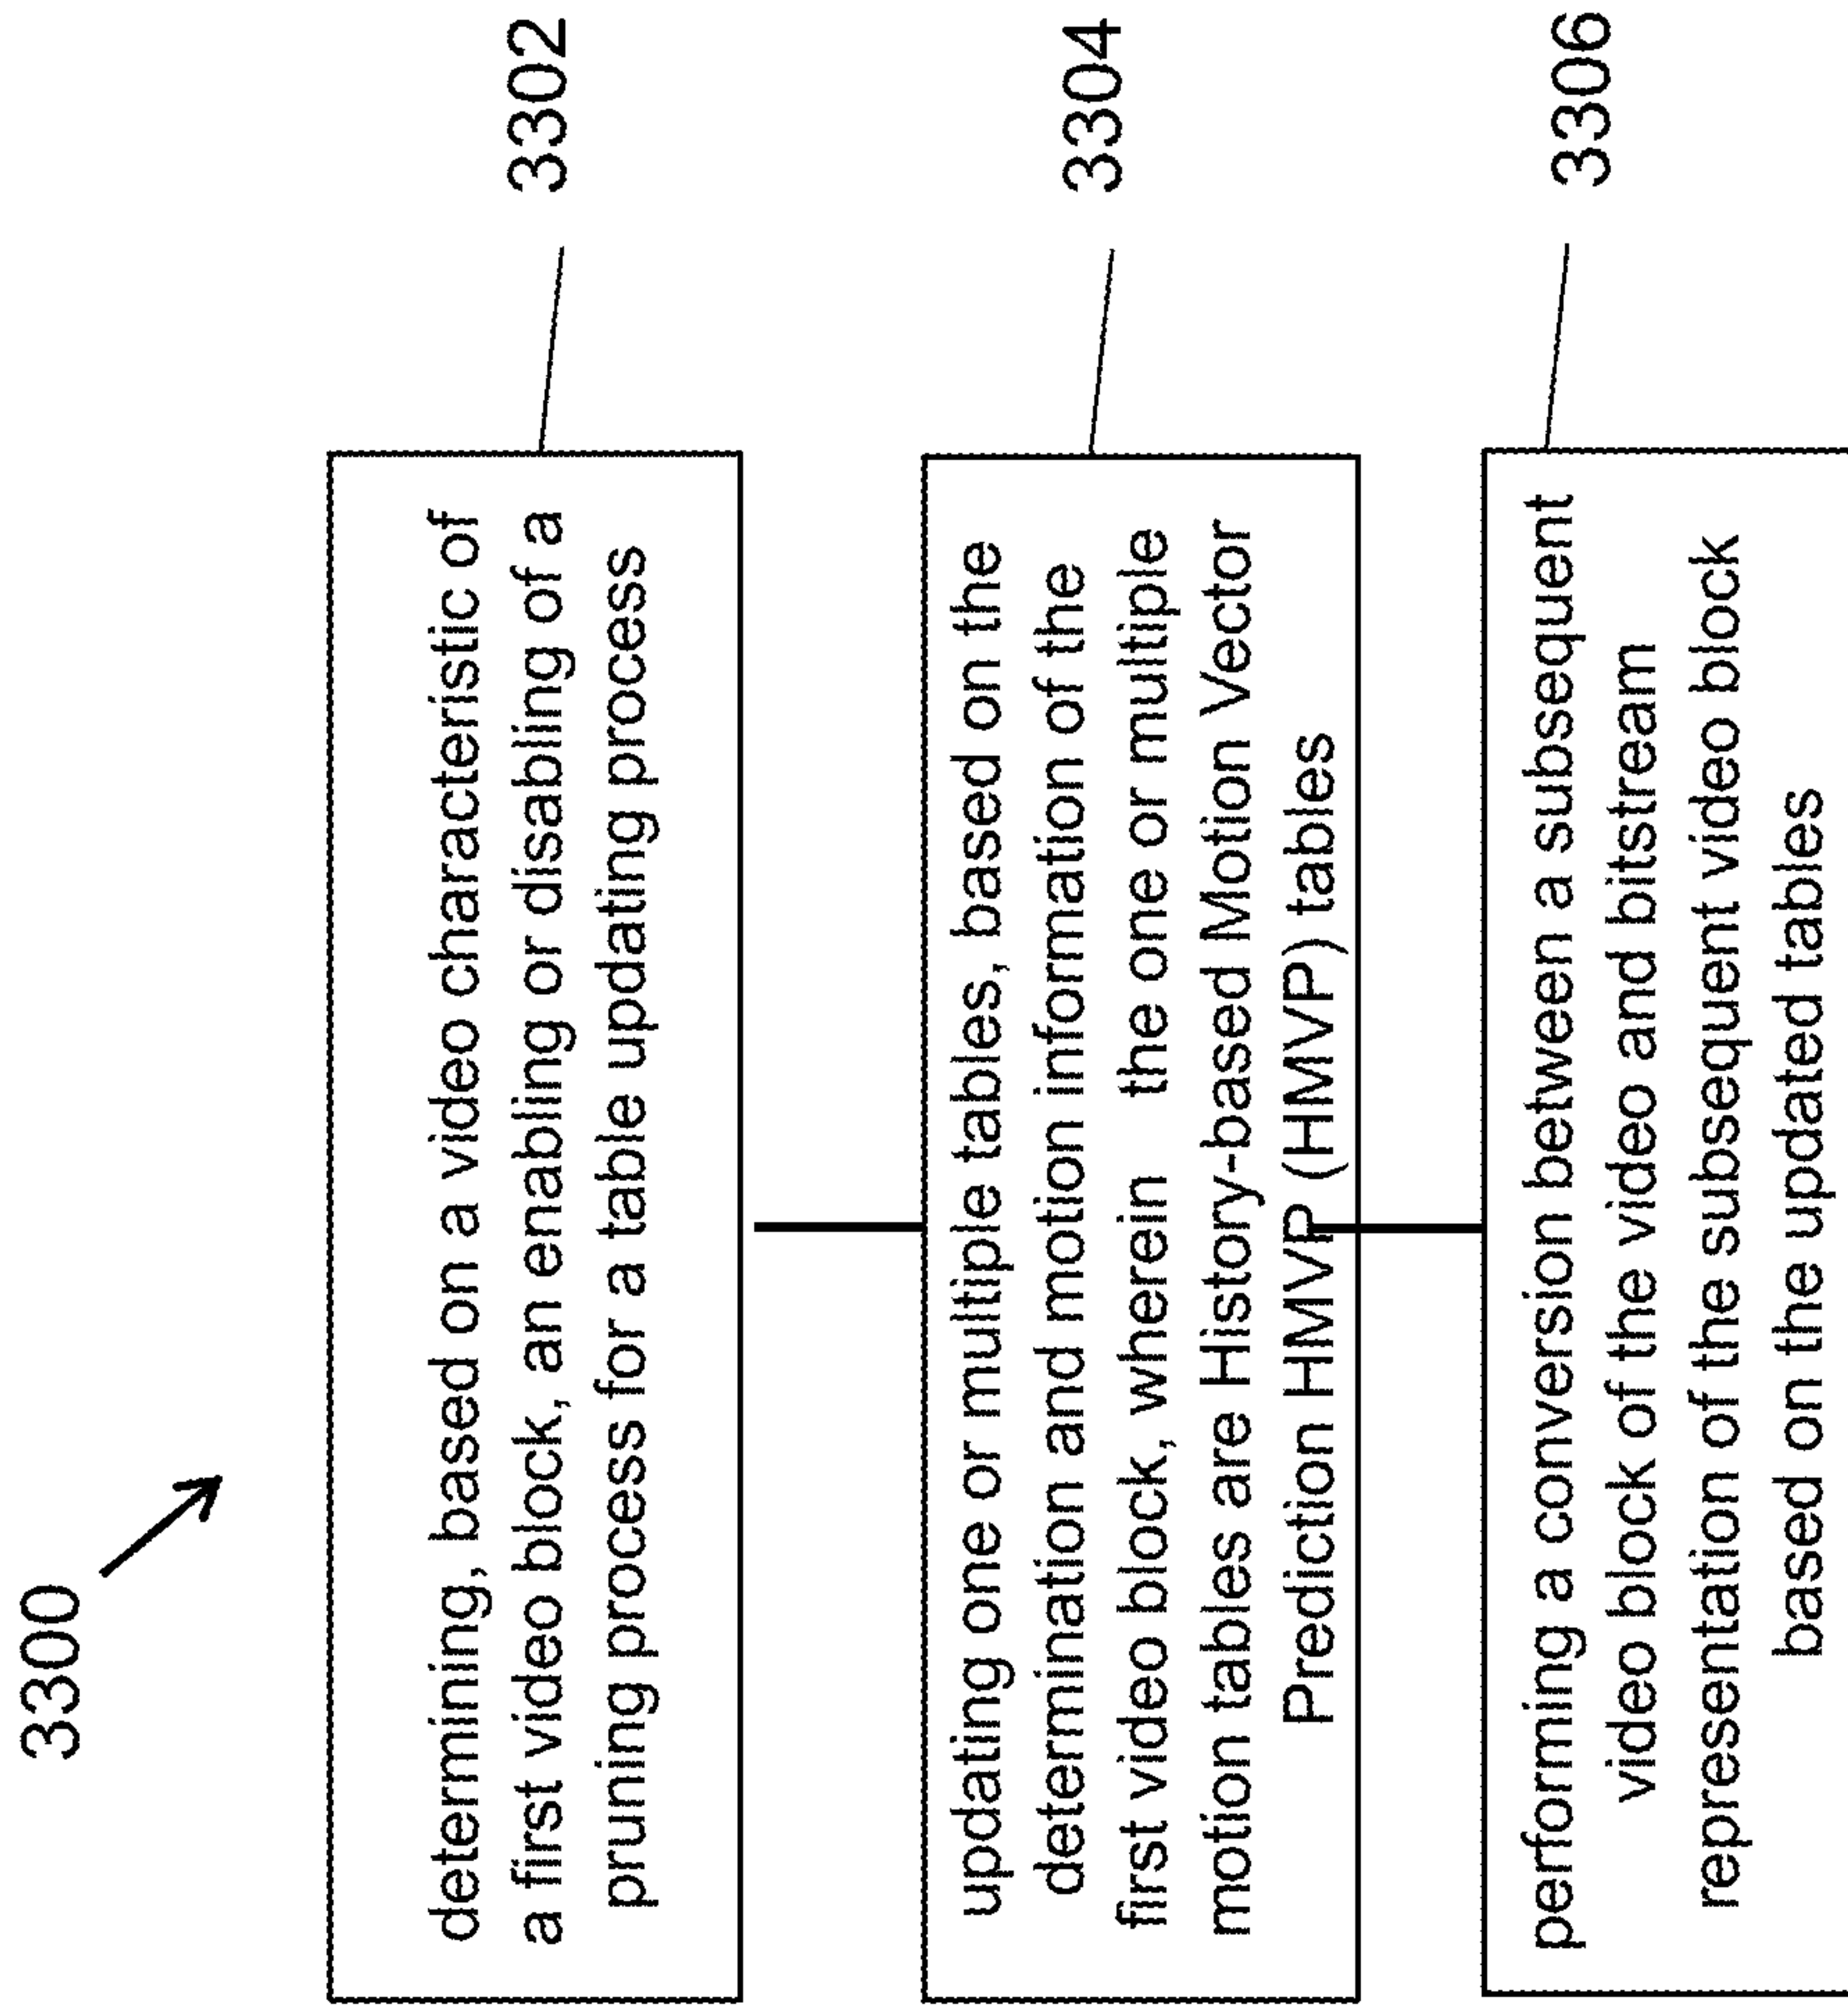 3300
determining, based on a video characteristic of
a first video block, an enabling or disabling of a
pruning process for a table updating process
3302
updating one or multiple tables, based on the
determination and motion information of the
first video block, wherein the one or multiple
motion tables are History-based Motion Vector
Prediction HMVP (HMVP) tables
3304
performing a conversion between a subsequent
video block of the video and bitstream
representation of the subsequent video block
based on the updated tables
3306